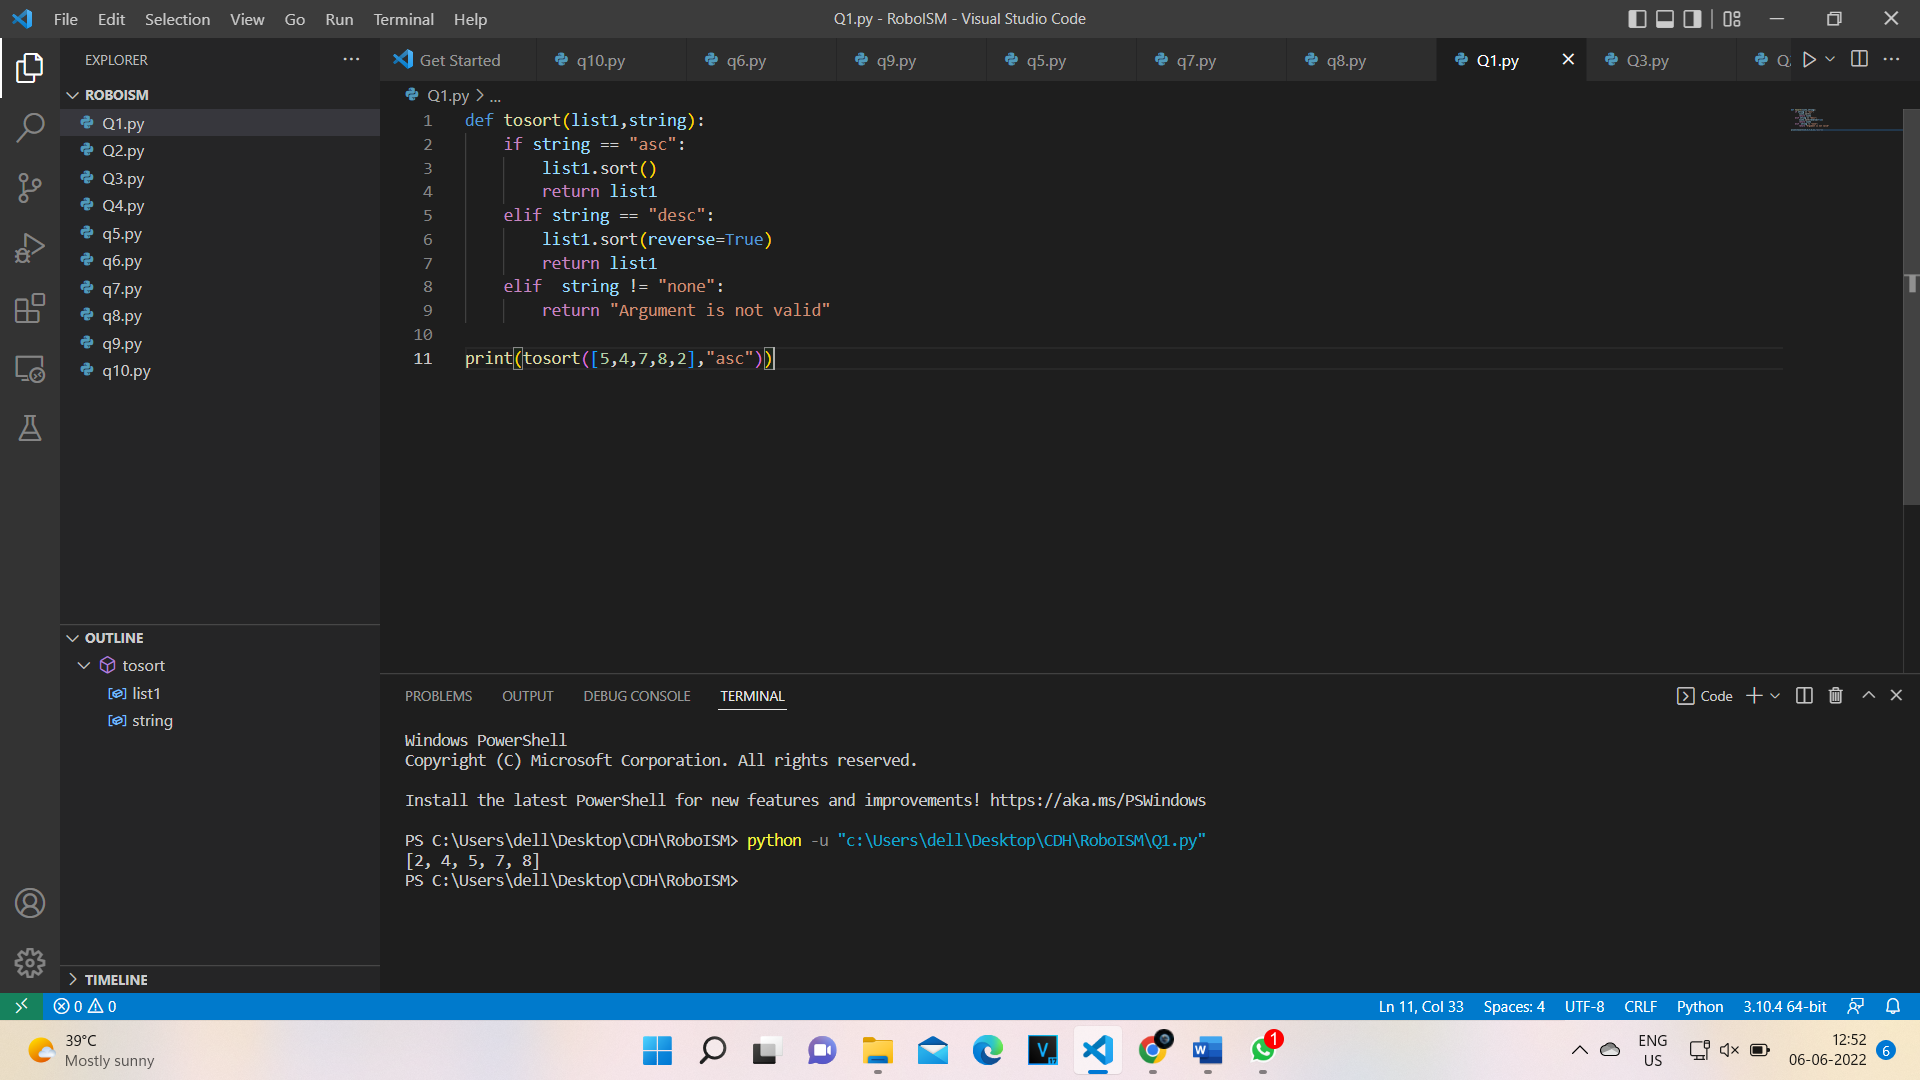 File Edit Selection View Go Run Terminal Help
Q1.py - RoboISM - Visual Studio Code
EXPLORER
Get Started q10.py q6.py q9.py q5.py q7.py q8.py Q1.py Q3.py
ROBOISM
Q1.py
Q2.py
Q3.py
Q4.py
q5.py
q6.py
q7.py
q8.py
q9.py
q10.py
Q1.py > ...
1 def tosort(list1,string):
2 if string == "asc":
3 list1.sort()
4 return list1
5 elif string == "desc":
6 list1.sort(reverse=True)
7 return list1
8 elif  string != "none":
9 return "Argument is not valid"
10
11 print(tosort([5,4,7,8,2],"asc"))
OUTLINE
tosort
list1
string
TIMELINE
PROBLEMS OUTPUT DEBUG CONSOLE TERMINAL
Code
Windows PowerShell
Copyright (C) Microsoft Corporation. All rights reserved.
Install the latest PowerShell for new features and improvements! https://aka.ms/PSWindows
PS C:\Users\dell\Desktop\CDH\RoboISM> python -u "c:\Users\dell\Desktop\CDH\RoboISM\Q1.py"
[2, 4, 5, 7, 8]
PS C:\Users\dell\Desktop\CDH\RoboISM>
0 0
Ln 11, Col 33 Spaces: 4 UTF-8 CRLF Python 3.10.4 64-bit
39°C
Mostly sunny
1
ENG
US
12:52
06-06-2022
6